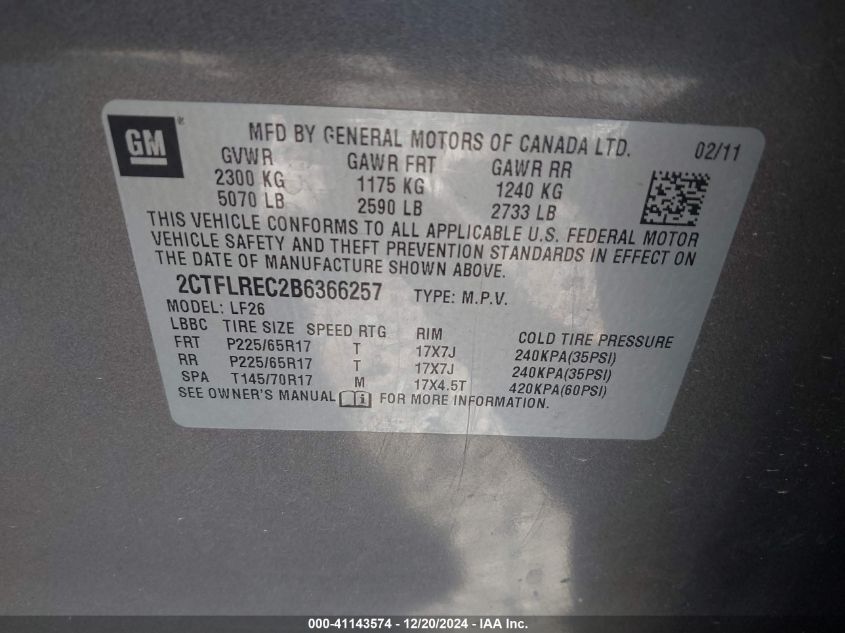 GM®
MFD BY GENERAL MOTORS OF CANADA LTD. 02/11
GVWR GAWR FRT GAWR RR
2300 KG 1175 KG 1240 KG
5070 LB 2590 LB 2733 LB
THIS VEHICLE CONFORMS TO ALL APPLICABLE U.S. FEDERAL MOTOR
VEHICLE SAFETY AND THEFT PREVENTION STANDARDS IN EFFECT ON
THE DATE OF MANUFACTURE SHOWN ABOVE.
2CTFLREC2B6366257 TYPE: M.P.V.
MODEL: LF26
LBBC TIRE SIZE SPEED RTG RIM COLD TIRE PRESSURE
FRT P225/65R17 T 17X7J 240KPA(35PSI)
RR P225/65R17 T 17X7J 240KPA(35PSI)
SPA T145/70R17 M 17X4.5T 420KPA(60PSI)
SEE OWNER'S MANUAL FOR MORE INFORMATION.
000-41143574 - 12/20/2024 - IAA Inc.